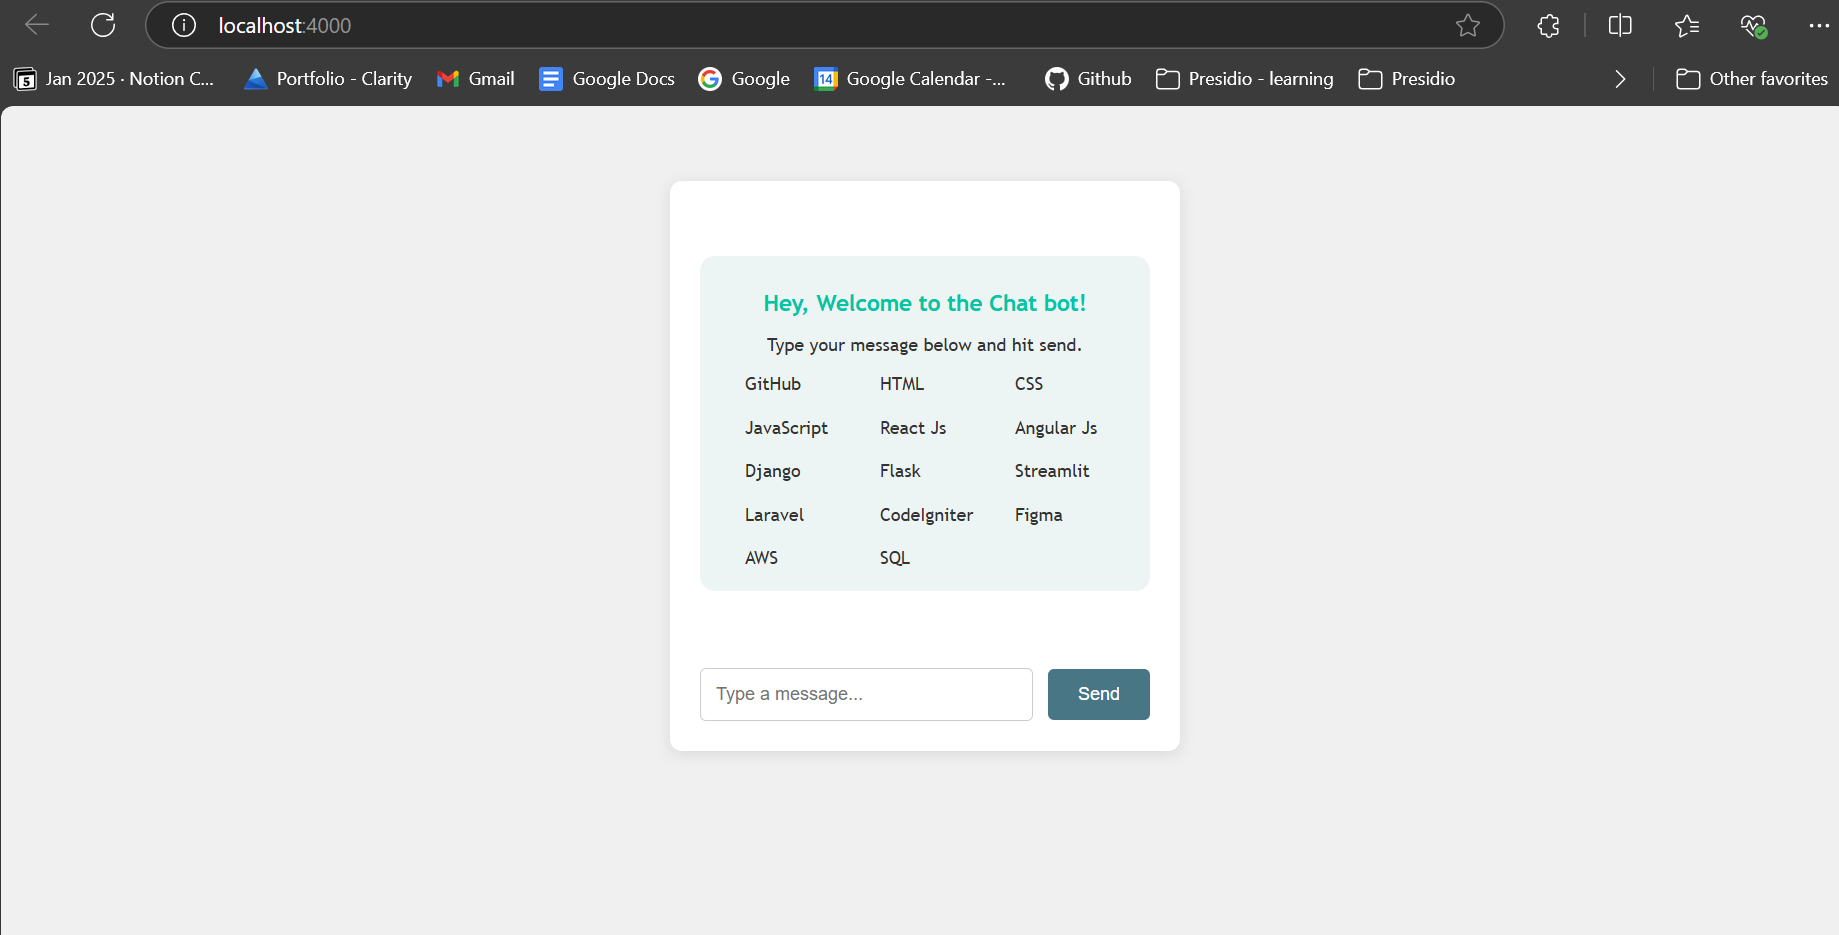 localhost:4000
Jan 2025 · Notion C... Portfolio - Clarity Gmail Google Docs Google 14 Google Calendar -... Github Presidio - learning Presidio Other favorites
Hey, Welcome to the Chat bot!
Type your message below and hit send.
GitHub HTML CSS
JavaScript React Js Angular Js
Django Flask Streamlit
Laravel CodeIgniter Figma
AWS SQL
Type a message... Send